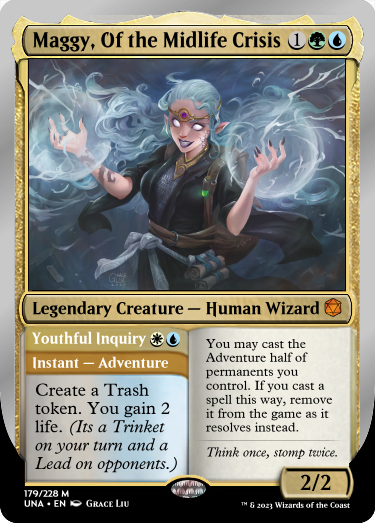 Maggy, Of the Midlife Crisis 1
Legendary Creature — Human Wizard
Youthful Inquiry
Instant — Adventure
Create a Trash
token. You gain 2
life. (Its a Trinket
on your turn and a
Lead on opponents.)
You may cast the
Adventure half of
permanents you
control. If you cast a
spell this way, remove
it from the game as it
resolves instead.
Think once, stomp twice.
2/2
179/228 M
UNA • EN Grace Liu
™ & © 2023 Wizards of the Coast